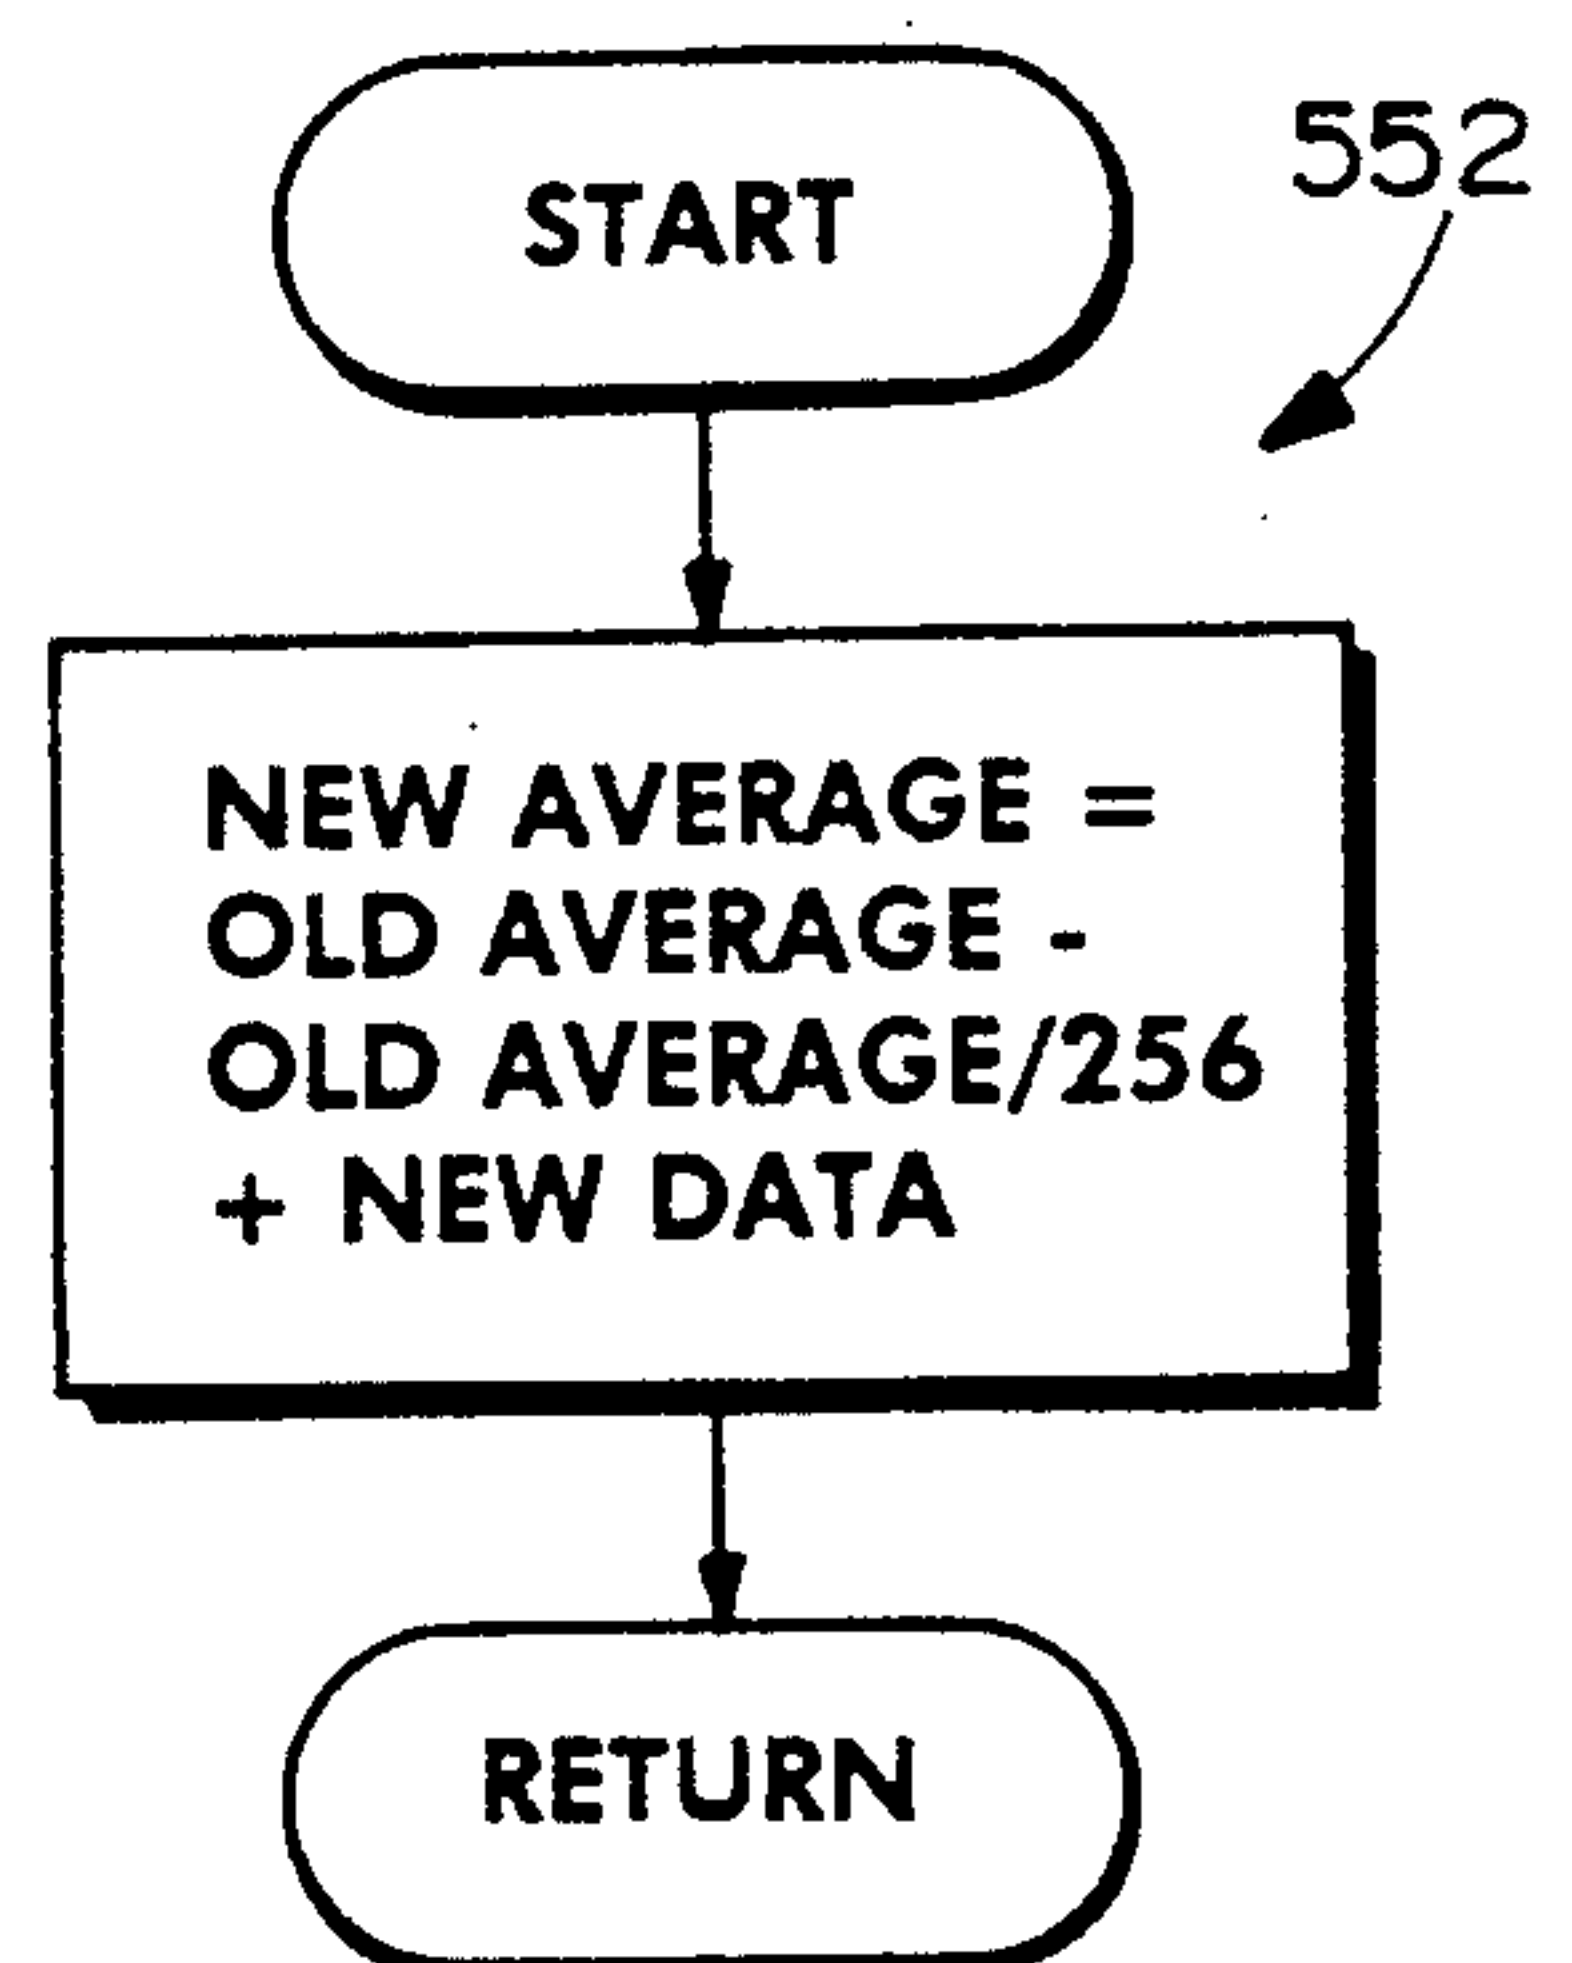 START
552
NEW AVERAGE =
OLD AVERAGE -
OLD AVERAGE/256
+ NEW DATA
RETURN